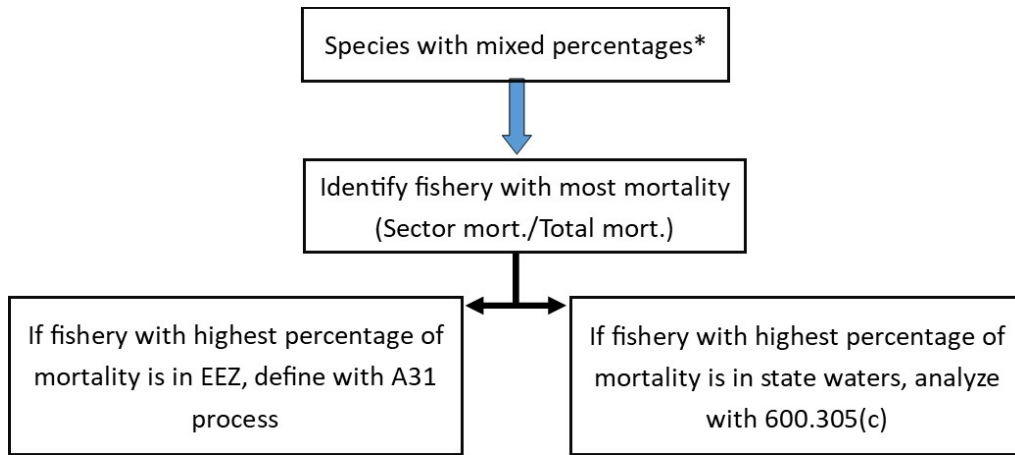 Species with mixed percentages*
Identify fishery with most mortality
(Sector mort./Total mort.)
If fishery with highest percentage of
mortality is in EEZ, define with A31
process
If fishery with highest percentage of
mortality is in state waters, analyze
with 600.305(c)